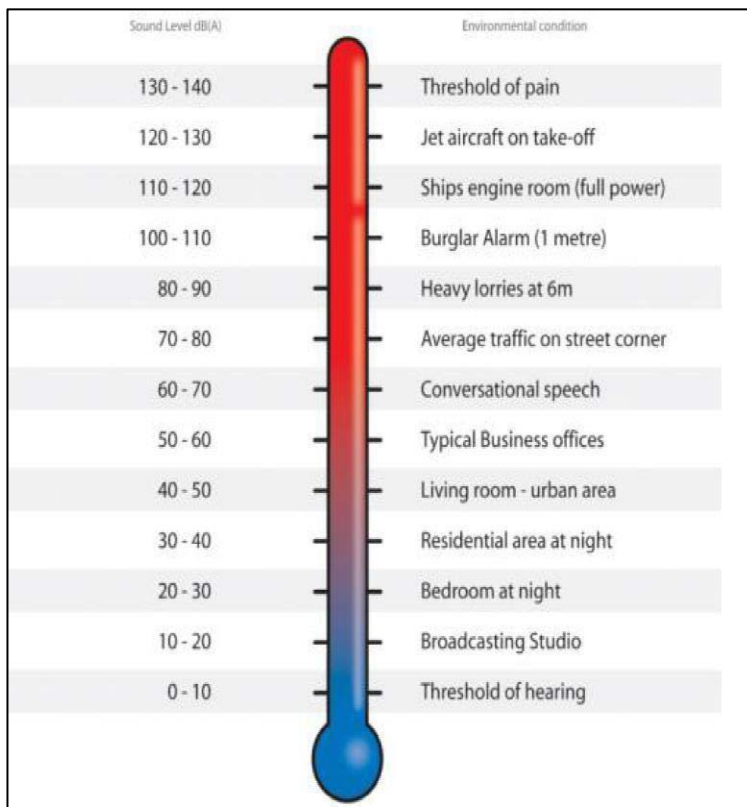 Sound Level dB(A) Environmental condition
130 - 140 Threshold of pain
120 - 130 Jet aircraft on take-off
110 - 120 Ships engine room (full power)
100 - 110 Burglar Alarm (1 metre)
80 - 90 Heavy lorries at 6m
70 - 80 Average traffic on street corner
60 - 70 Conversational speech
50 - 60 Typical Business offices
40 - 50 Living room - urban area
30 - 40 Residential area at night
20 - 30 Bedroom at night
10 - 20 Broadcasting Studio
0 - 10 Threshold of hearing